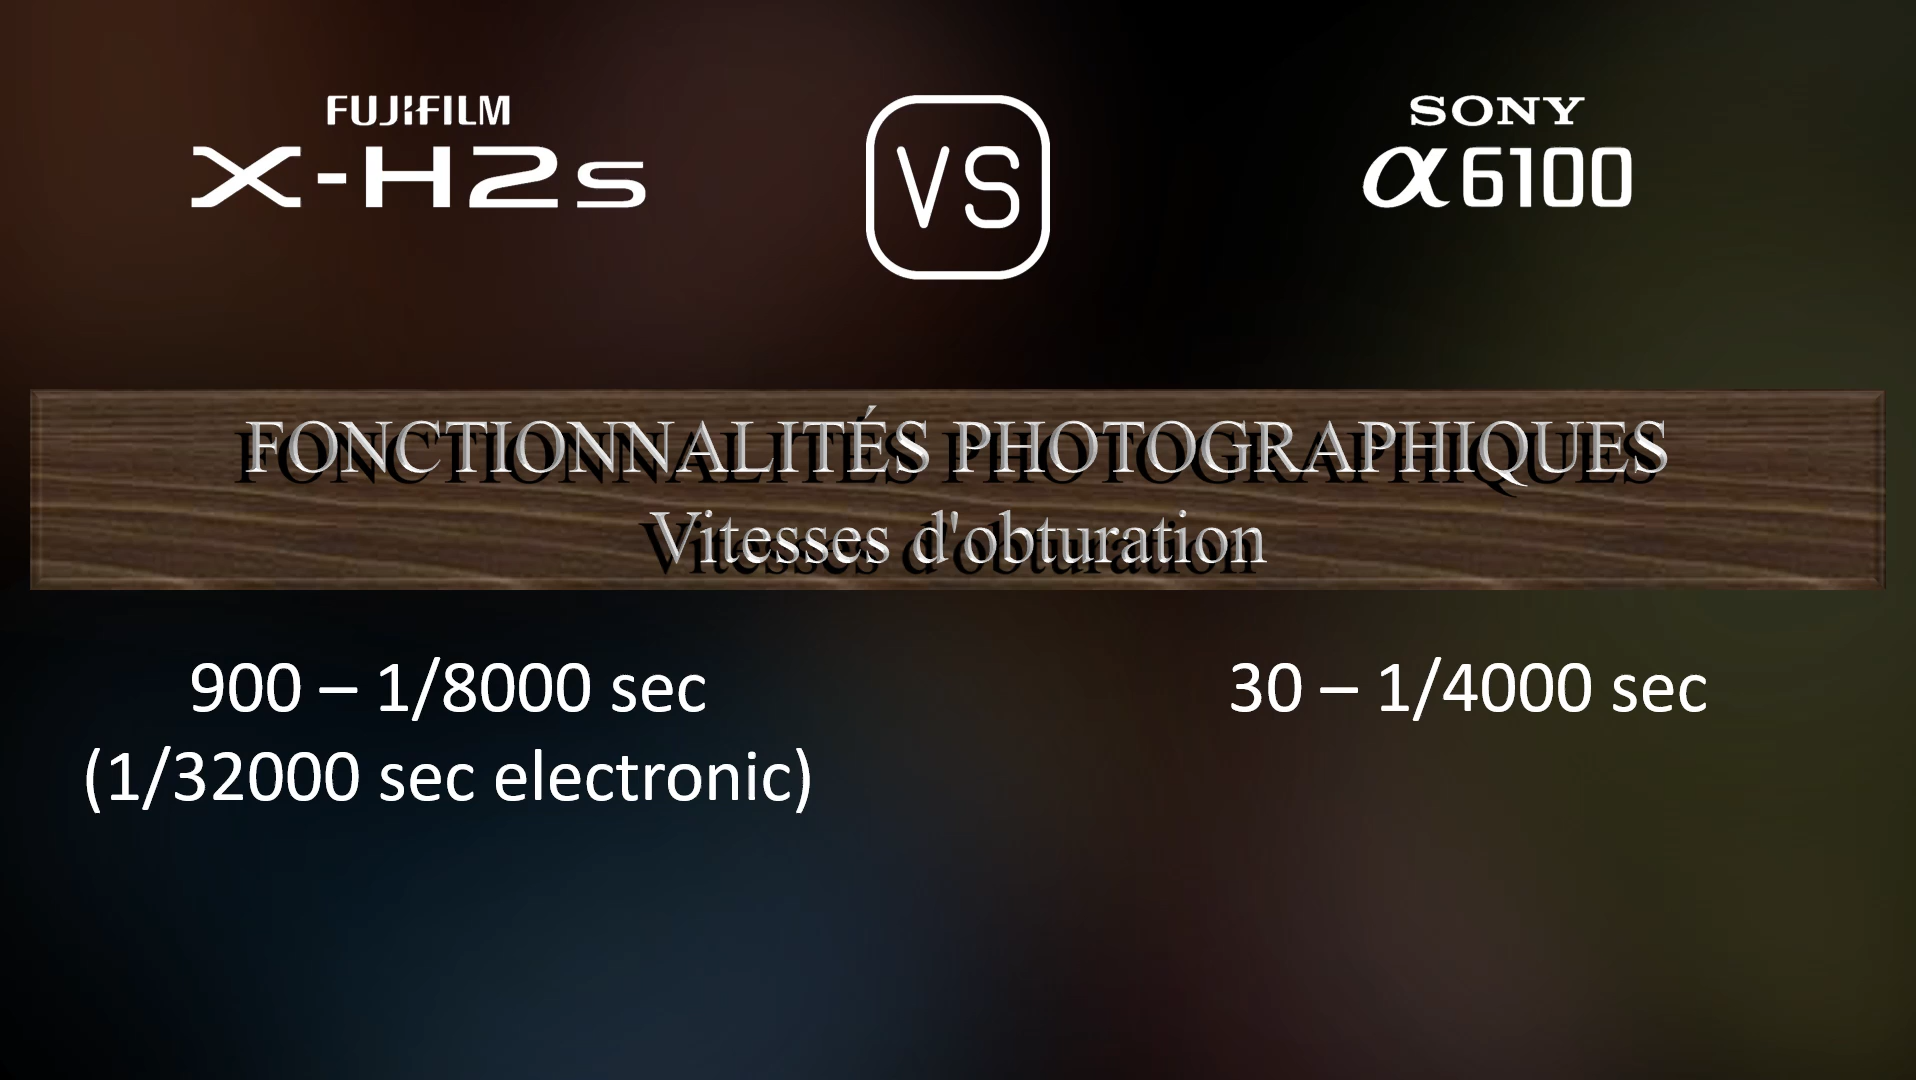 FUJIFILM
X-H2s
VS
SONY
α6100
FONCTIONNALITÉS PHOTOGRAPHIQUES
Vitesses d'obturation
900 – 1/8000 sec
(1/32000 sec electronic)
30 – 1/4000 sec